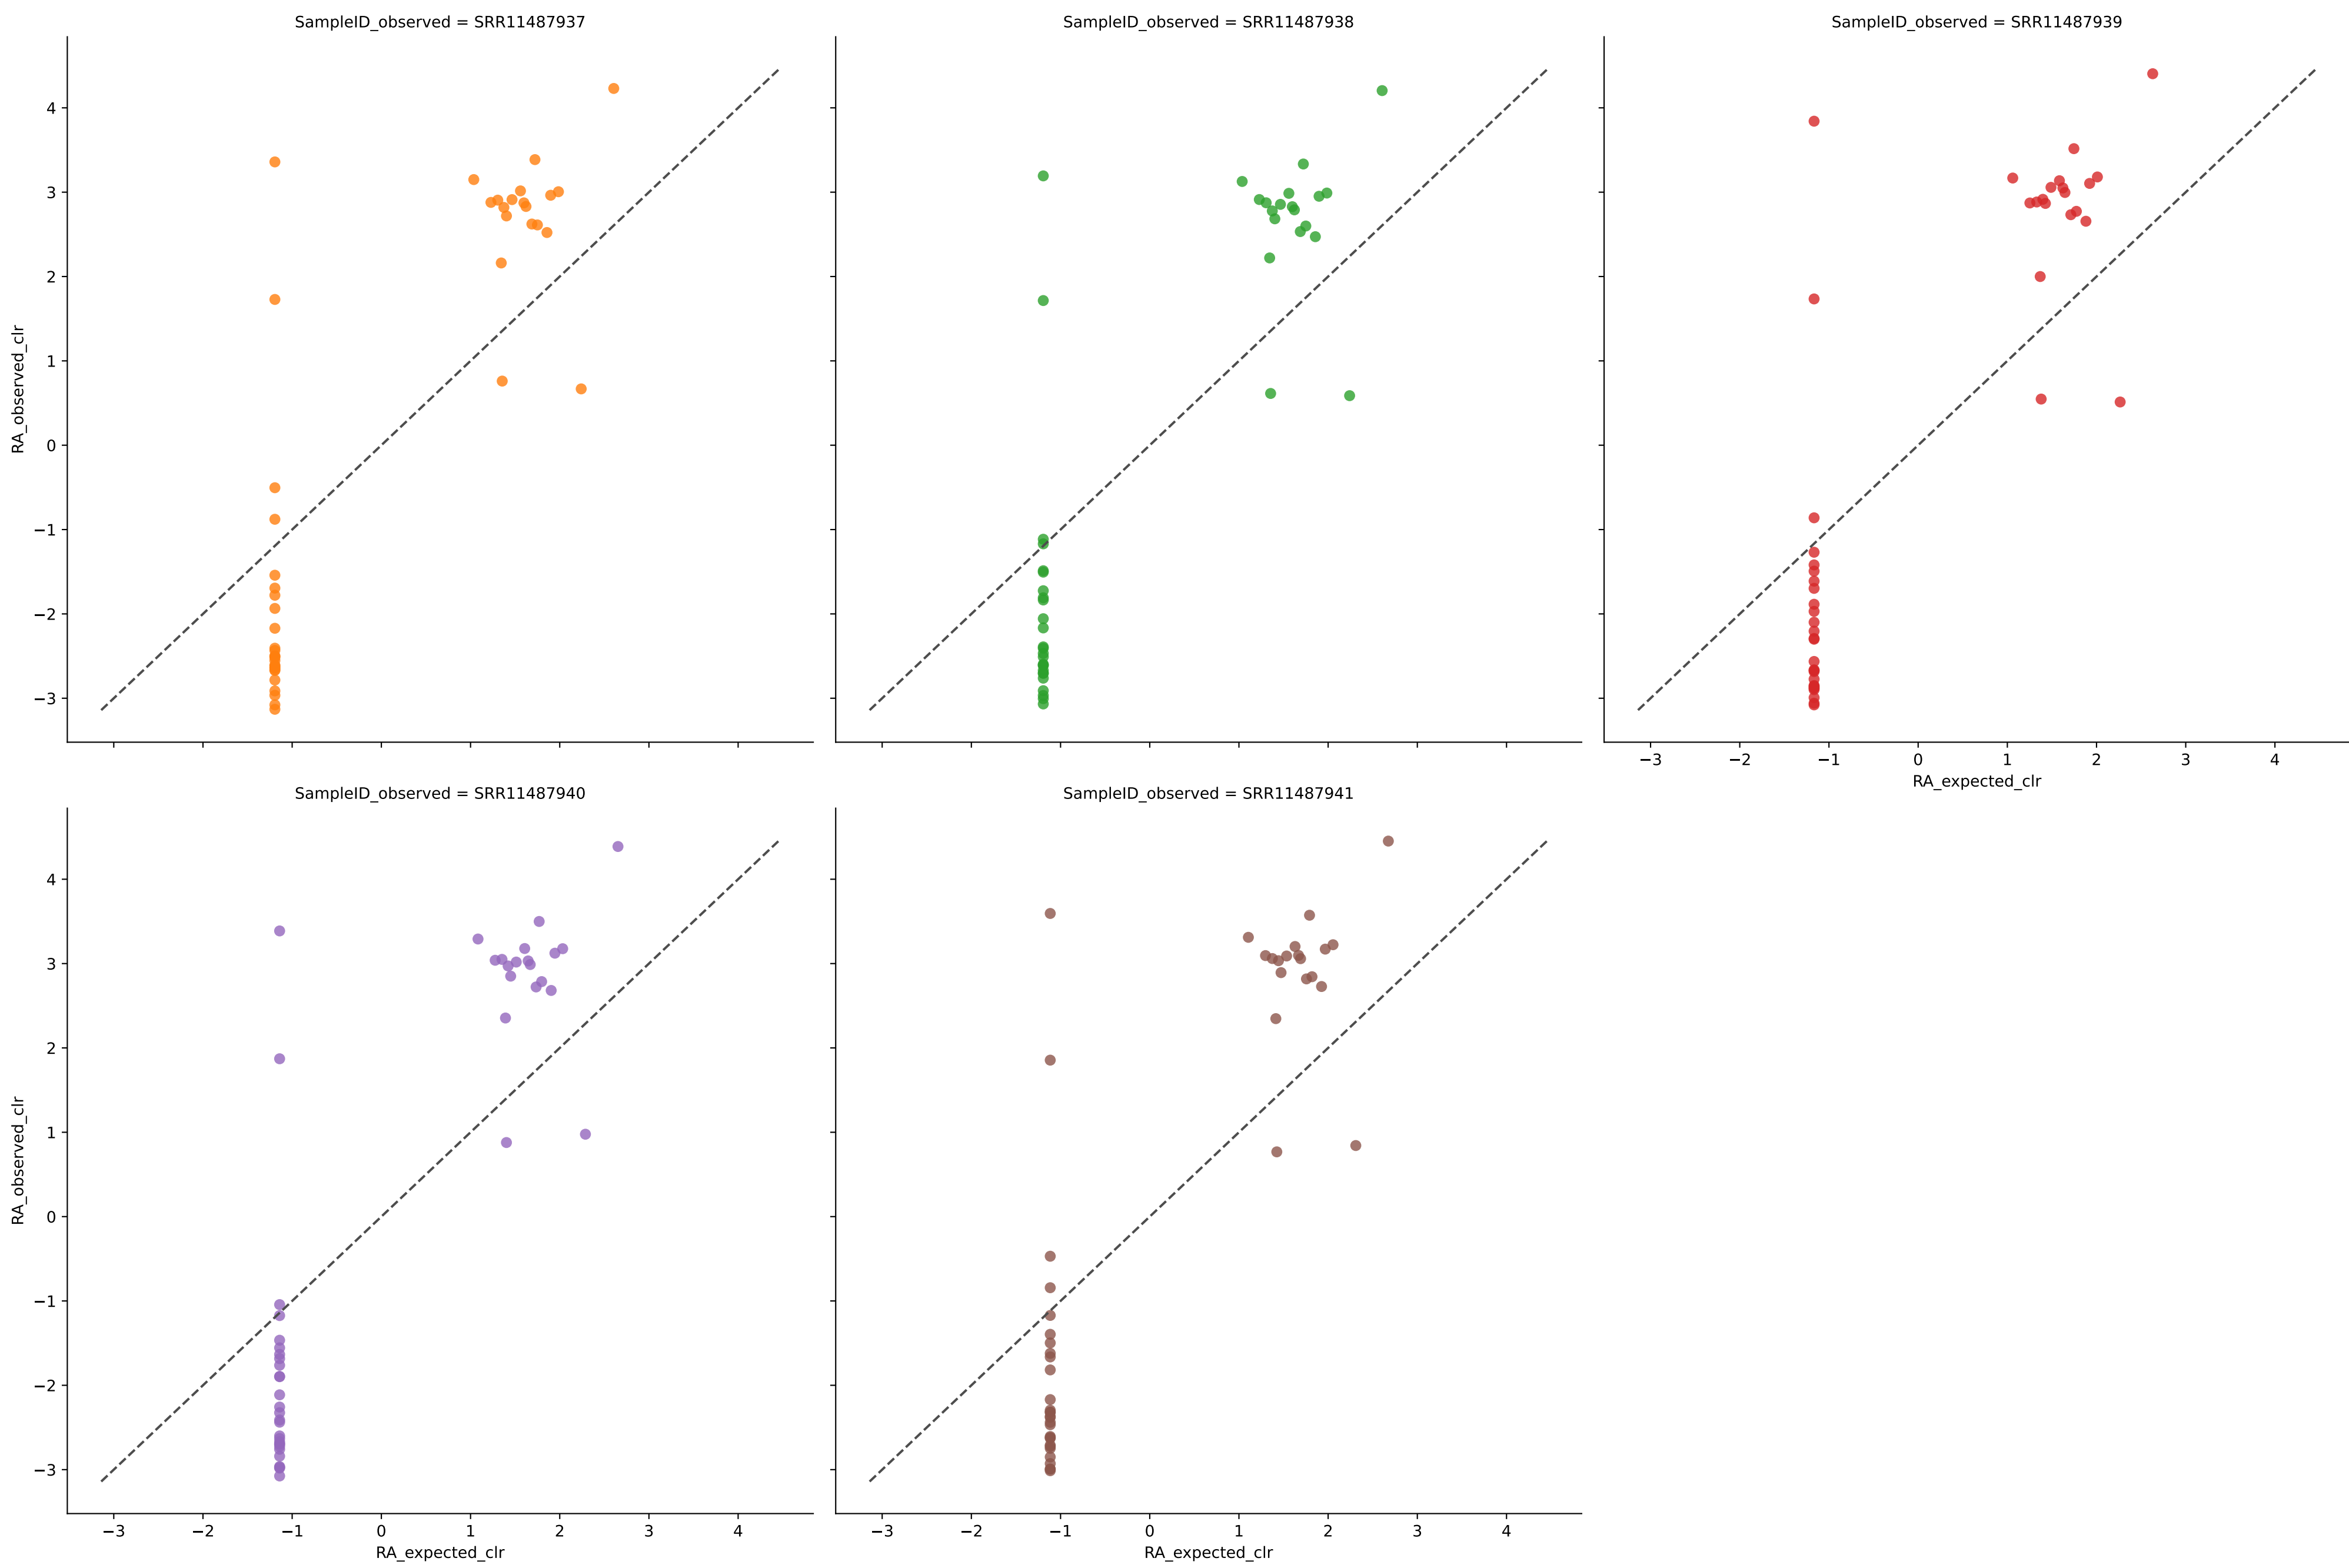 SampleID_observed = SRR11487937
SampleID_observed = SRR11487938
SampleID_observed = SRR11487939
RA_observed_clr
4
3
2
1
0
−1
−2
−3
−3 −2 −1 0 1 2 3 4
RA_expected_clr
SampleID_observed = SRR11487940
SampleID_observed = SRR11487941
RA_observed_clr
4
3
2
1
0
−1
−2
−3
−3 −2 −1 0 1 2 3 4
RA_expected_clr
−3 −2 −1 0 1 2 3 4
RA_expected_clr